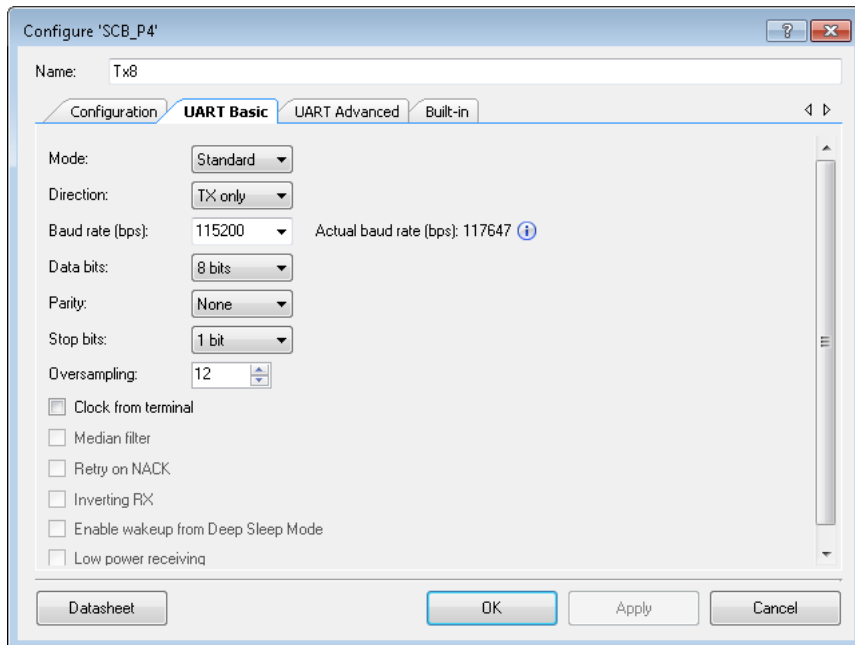 Configure 'SCB_P4'
Name: Tx8
Configuration UART Basic UART Advanced Built-in
Mode: Standard
Direction: TX only
Baud rate (bps): 115200 Actual baud rate (bps): 117647
Data bits: 8 bits
Parity: None
Stop bits: 1 bit
Oversampling: 12
Clock from terminal
Median filter
Retry on NACK
Inverting RX
Enable wakeup from Deep Sleep Mode
Low power receiving
Datasheet OK Apply Cancel